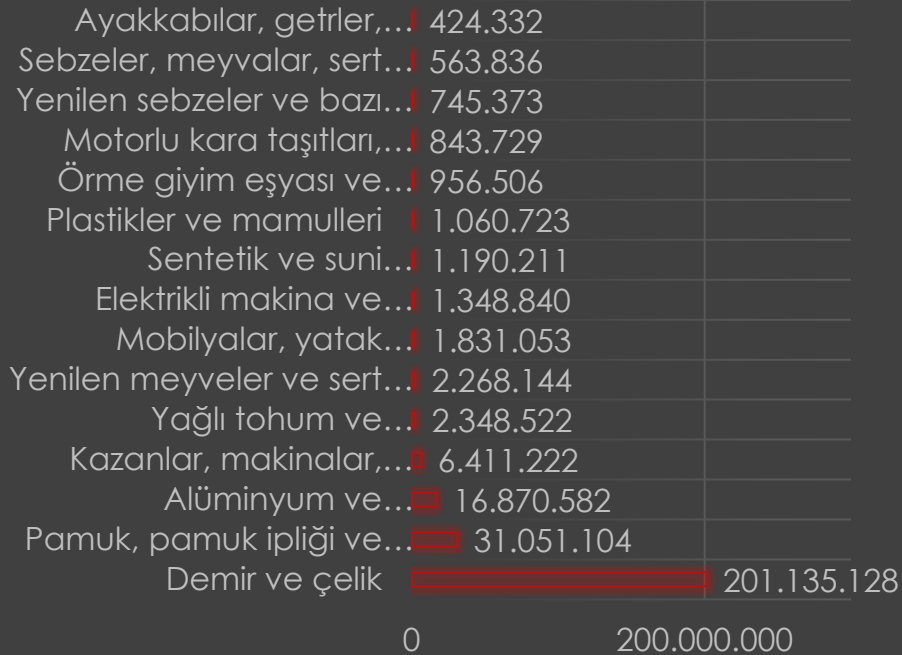 Ayakkabılar, getrler,… 424.332
Sebzeler, meyvalar, sert… 563.836
Yenilen sebzeler ve bazı… 745.373
Motorlu kara taşıtları,… 843.729
Örme giyim eşyası ve… 956.506
Plastikler ve mamulleri 1.060.723
Sentetik ve suni… 1.190.211
Elektrikli makina ve… 1.348.840
Mobilyalar, yatak… 1.831.053
Yenilen meyveler ve sert… 2.268.144
Yağlı tohum ve… 2.348.522
Kazanlar, makinalar,… 6.411.222
Alüminyum ve… 16.870.582
Pamuk, pamuk ipliği ve… 31.051.104
Demir ve çelik 201.135.128
0 200.000.000